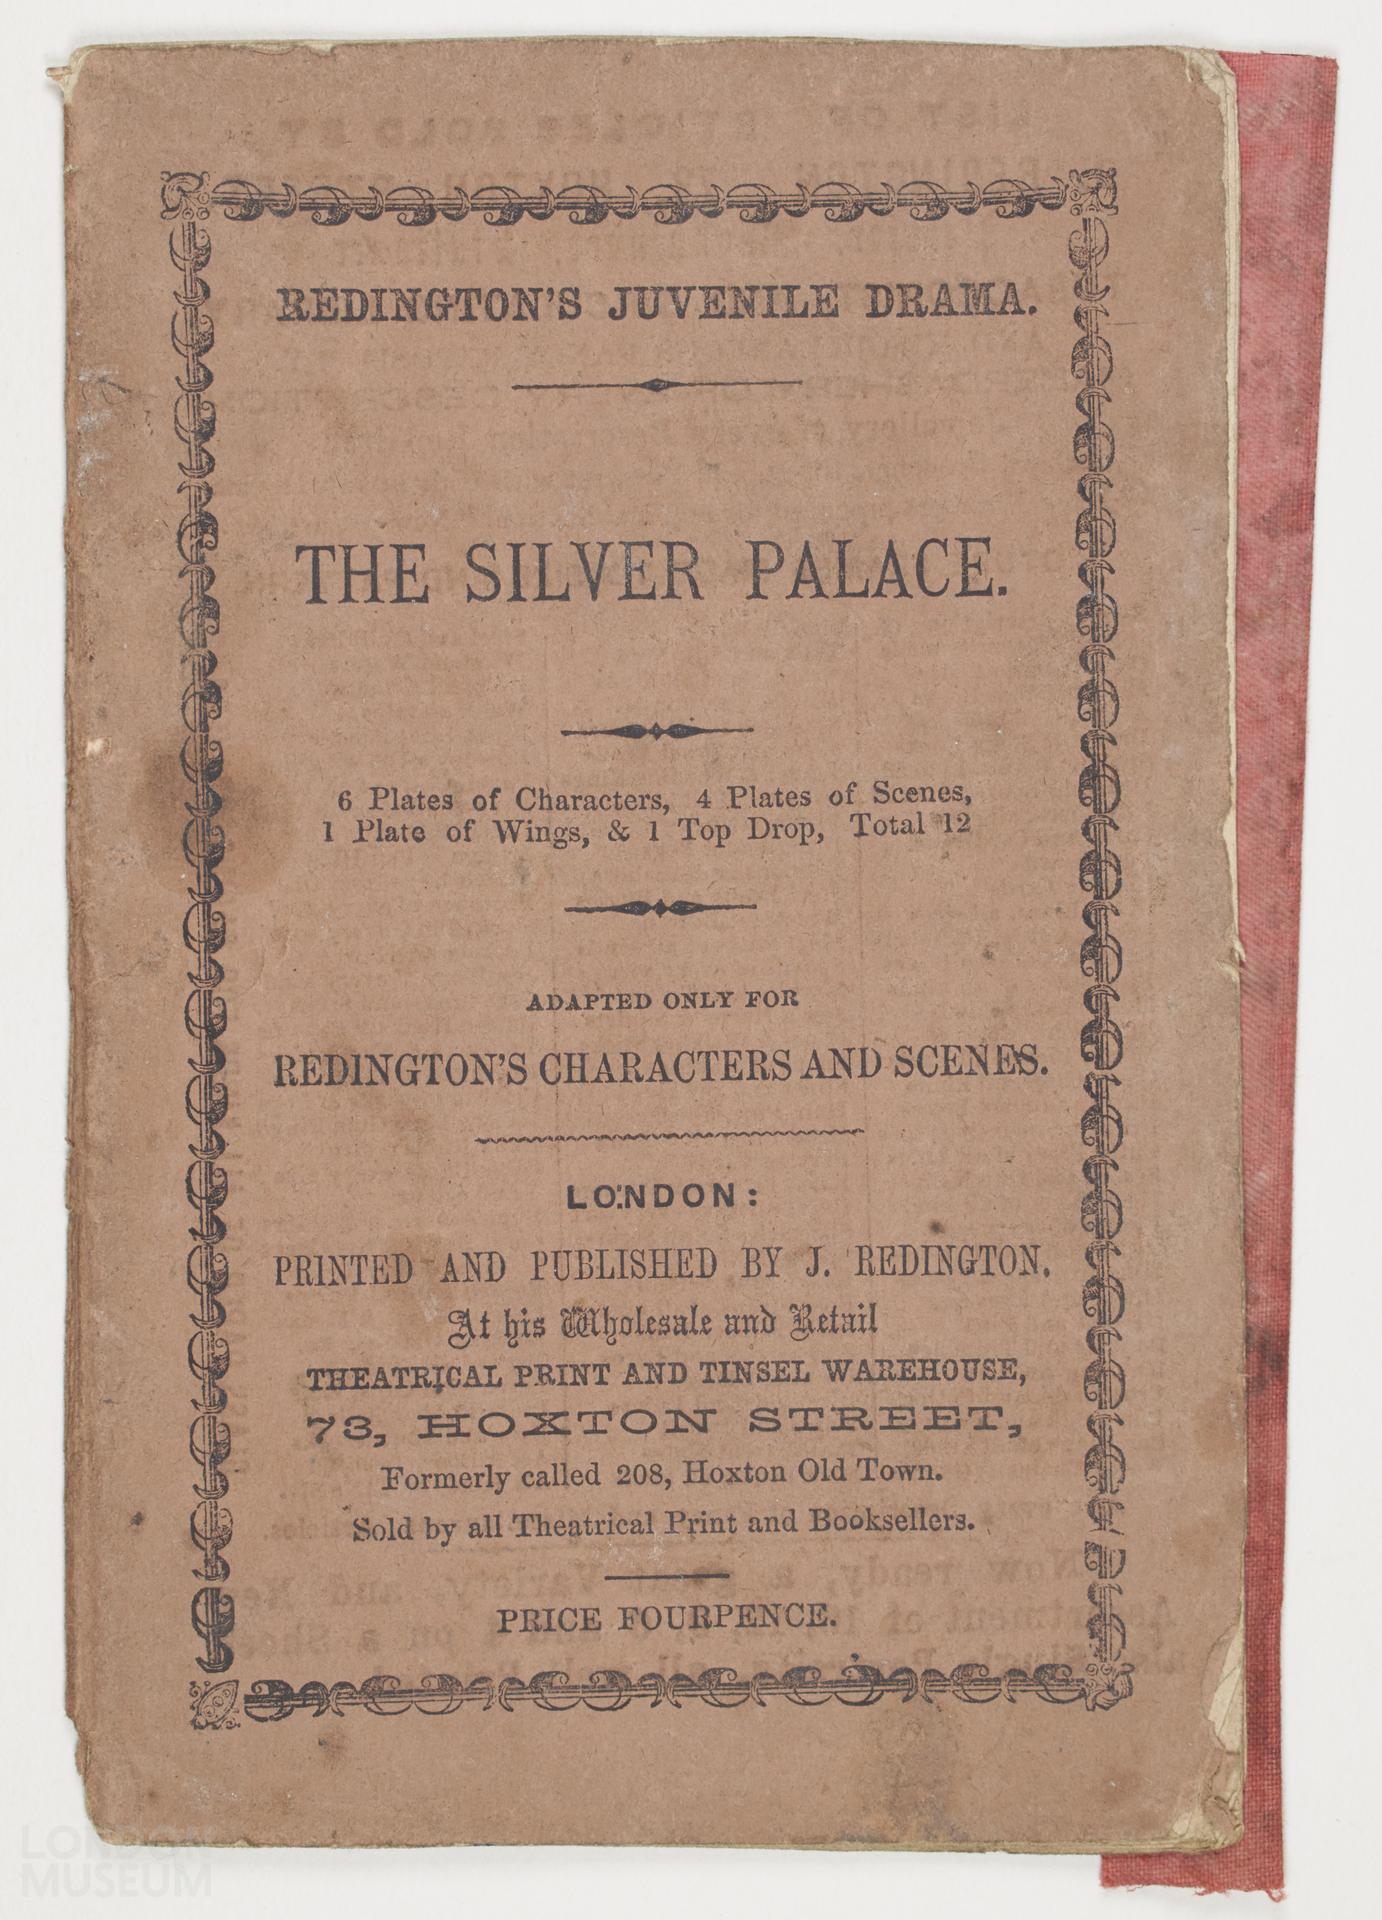 REDINGTON'S JUVENILE DRAMA.
THE SILVER PALACE.
6 Plates of Characters, 4 Plates of Scenes,
1 Plate of Wings, & 1 Top Drop, Total 12
ADAPTED ONLY FOR
REDINGTON'S CHARACTERS AND SCENES.
LONDON:
PRINTED AND PUBLISHED BY J. REDINGTON.
At his Wholesale and Retail
THEATRICAL PRINT AND TINSEL WAREHOUSE,
73, HOXTON STREET,
Formerly called 208, Hoxton Old Town.
Sold by all Theatrical Print and Booksellers.
PRICE FOURPENCE.
LONDON
MUSEUM